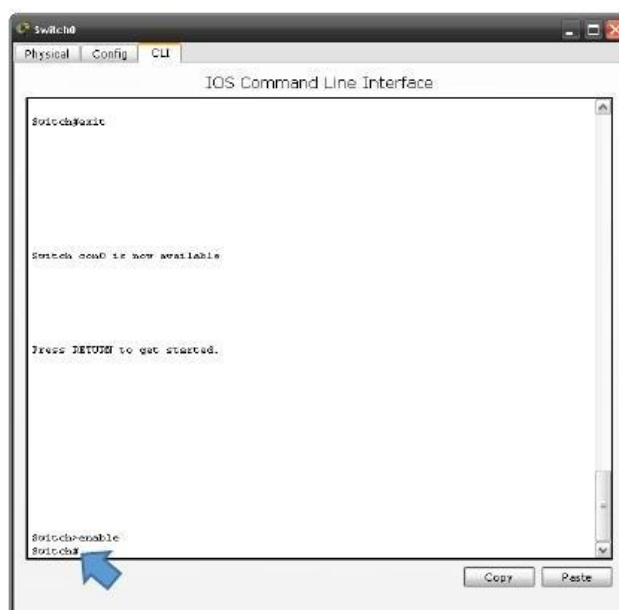 Switch0
Physical Config CLI
IOS Command Line Interface
Switch#exit
Switch con0 is now available
Press RETURN to get started.
Switch>enable
Switch#
Copy Paste